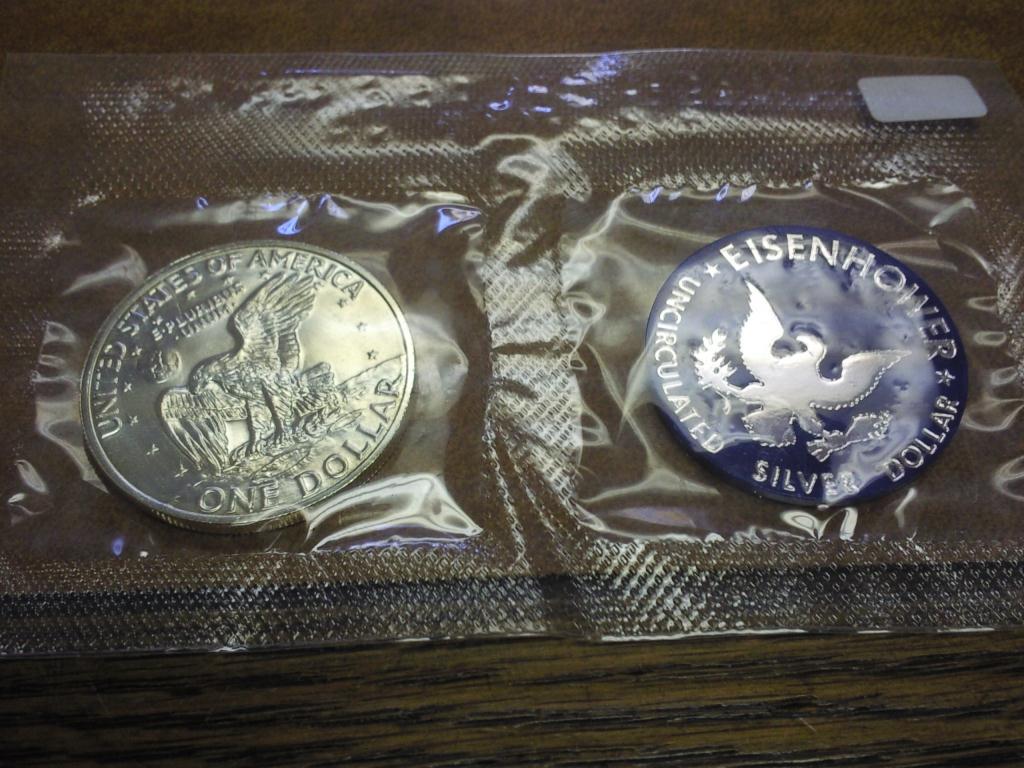 UNITED STATES OF AMERICA
E PLURIBUS
UNUM
ONE DOLLAR
EISENHOWER
UNCIRCULATED
SILVER DOLLAR